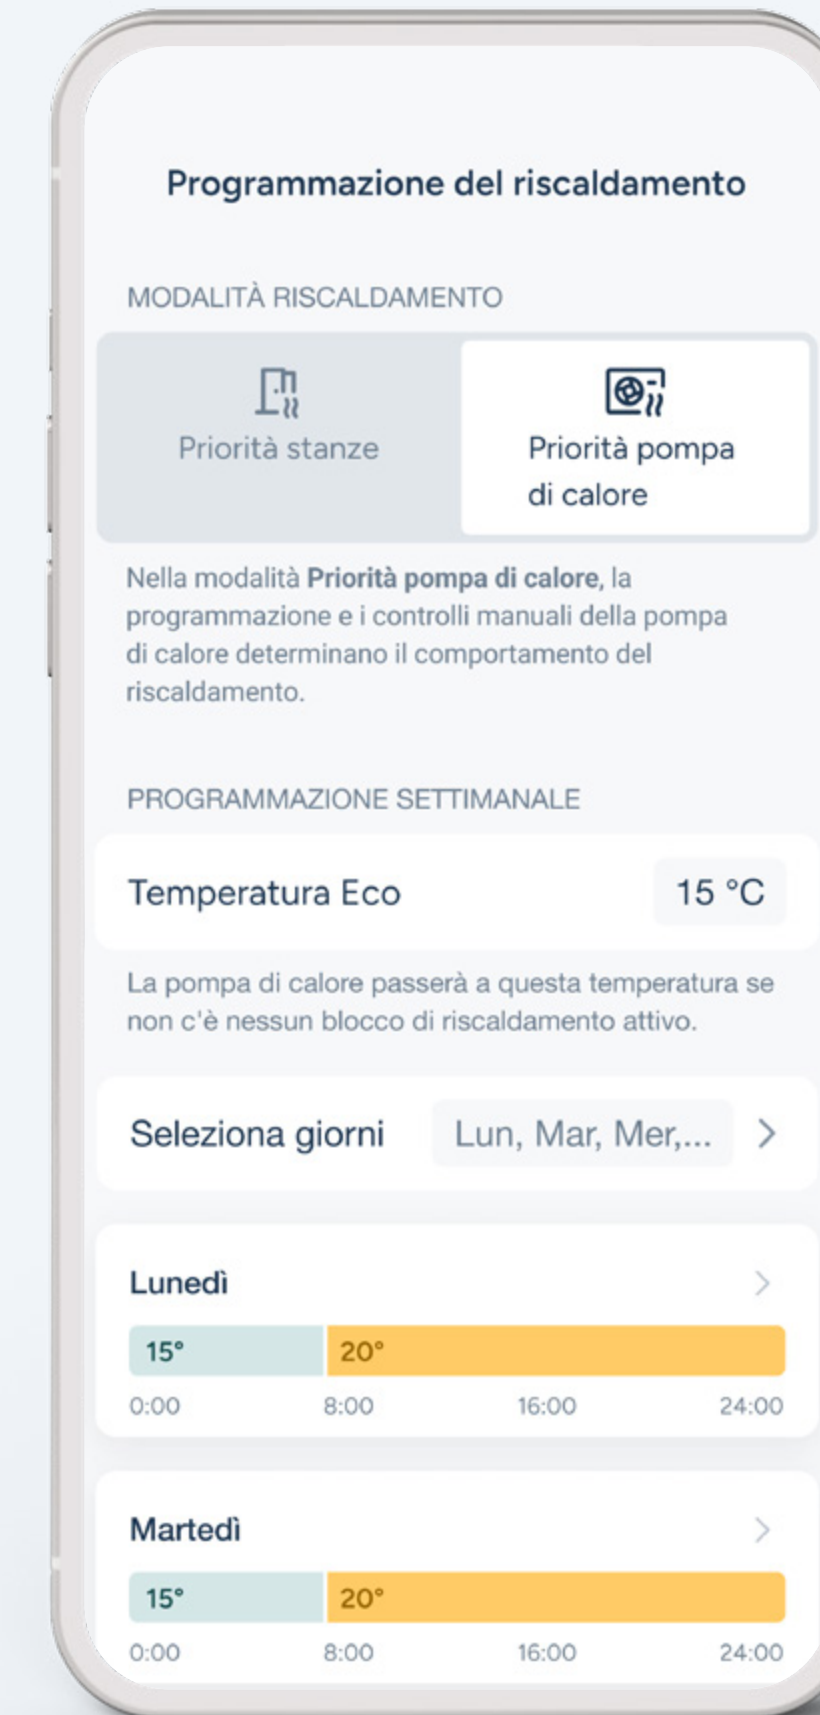 Programmazione del riscaldamento
MODALITÀ RISCALDAMENTO
Priorità stanze
Priorità pompa
di calore
Nella modalità Priorità pompa di calore, la
programmazione e i controlli manuali della pompa
di calore determinano il comportamento del
riscaldamento.
PROGRAMMAZIONE SETTIMANALE
Temperatura Eco
15 °C
La pompa di calore passerà a questa temperatura se
non c'è nessun blocco di riscaldamento attivo.
Seleziona giorni
Lun, Mar, Mer,...
Lunedì
15° 20°
0:00 8:00 16:00 24:00
Martedì
15° 20°
0:00 8:00 16:00 24:00